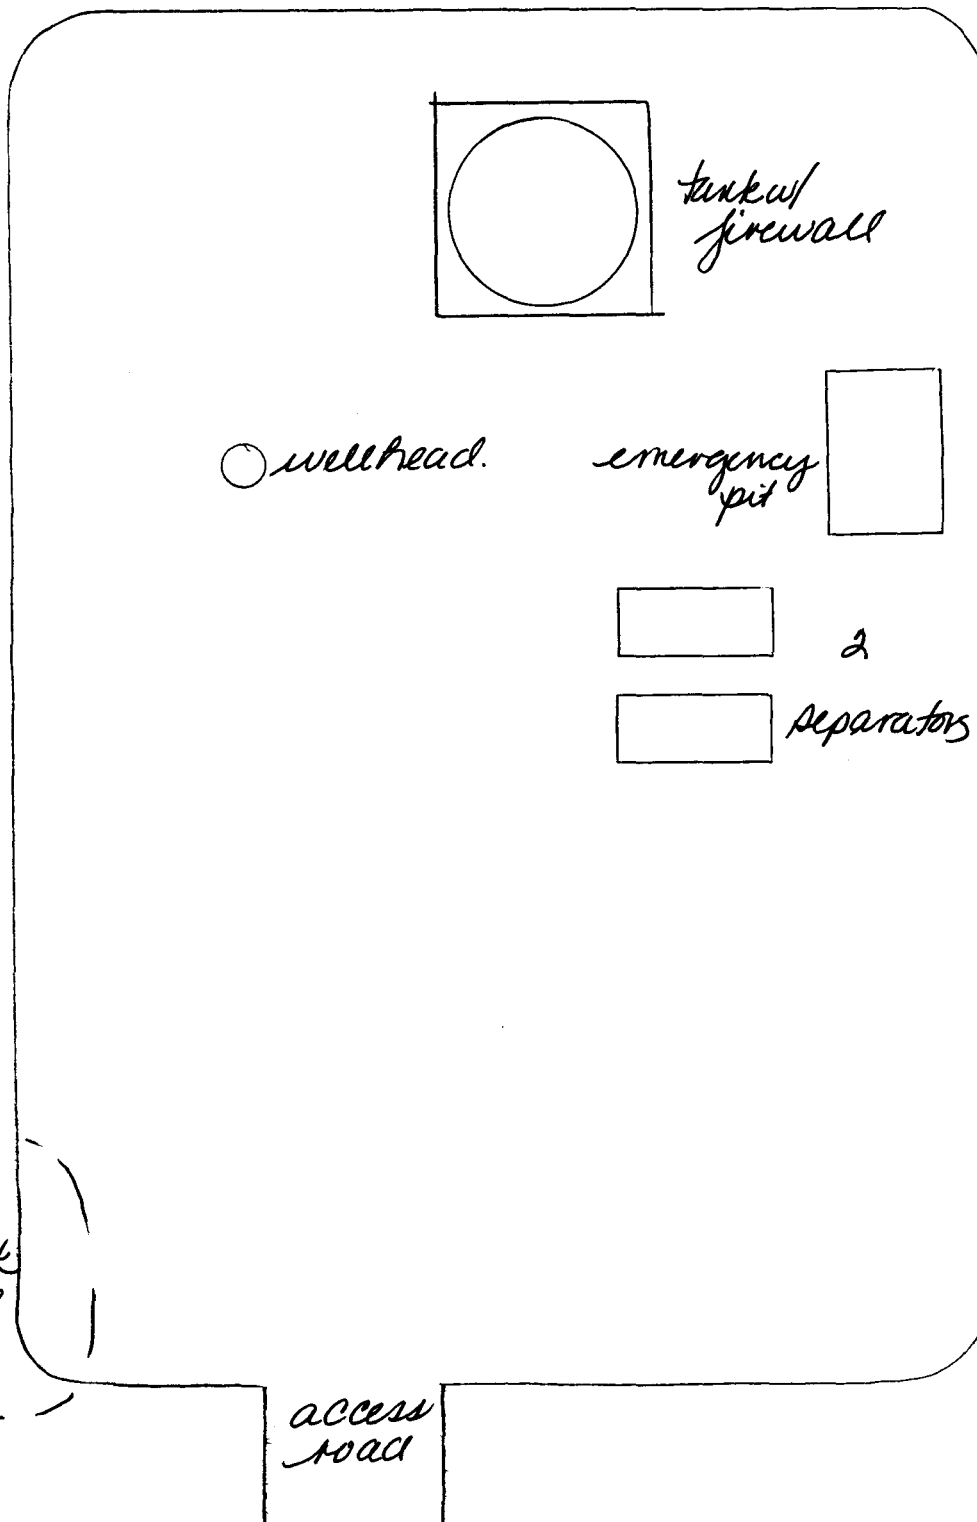 tank w/
firewall
wellhead.
emergency
pit
2
separators
access
road